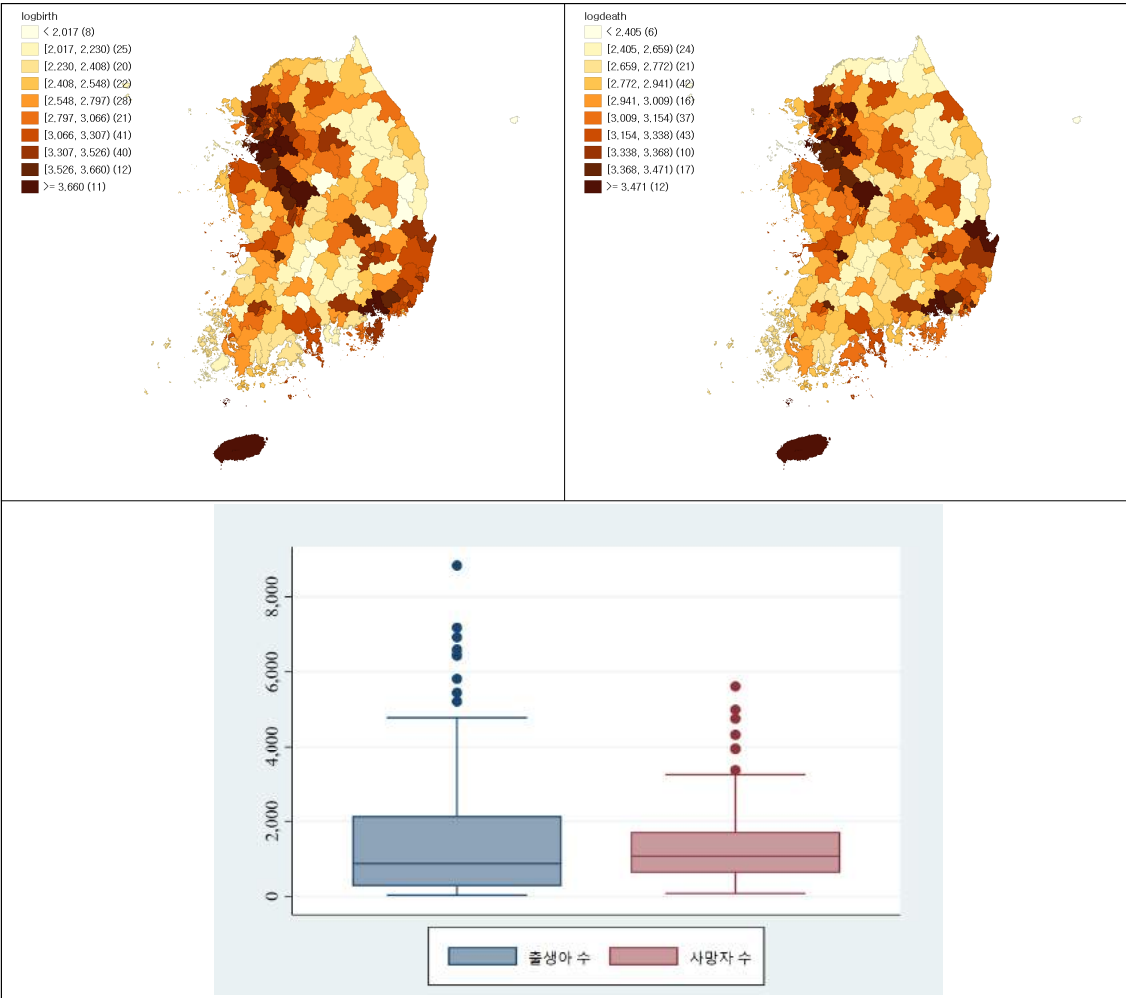 logbirth
< 2,017 (8)
[2,017, 2,230) (25)
[2,230, 2,408) (20)
[2,408, 2,548) (22)
[2,548, 2,797) (28)
[2,797, 3,066) (21)
[3,066, 3,307) (41)
[3,307, 3,526) (40)
[3,526, 3,660) (12)
>= 3,660 (11)
logdeath
< 2,405 (6)
[2,405, 2,659) (24)
[2,659, 2,772) (21)
[2,772, 2,941) (42)
[2,941, 3,009) (16)
[3,009, 3,154) (37)
[3,154, 3,338) (43)
[3,338, 3,368) (10)
[3,368, 3,471) (17)
>= 3,471 (12)
8,000
6,000
4,000
2,000
0
출생아 수
사망자 수